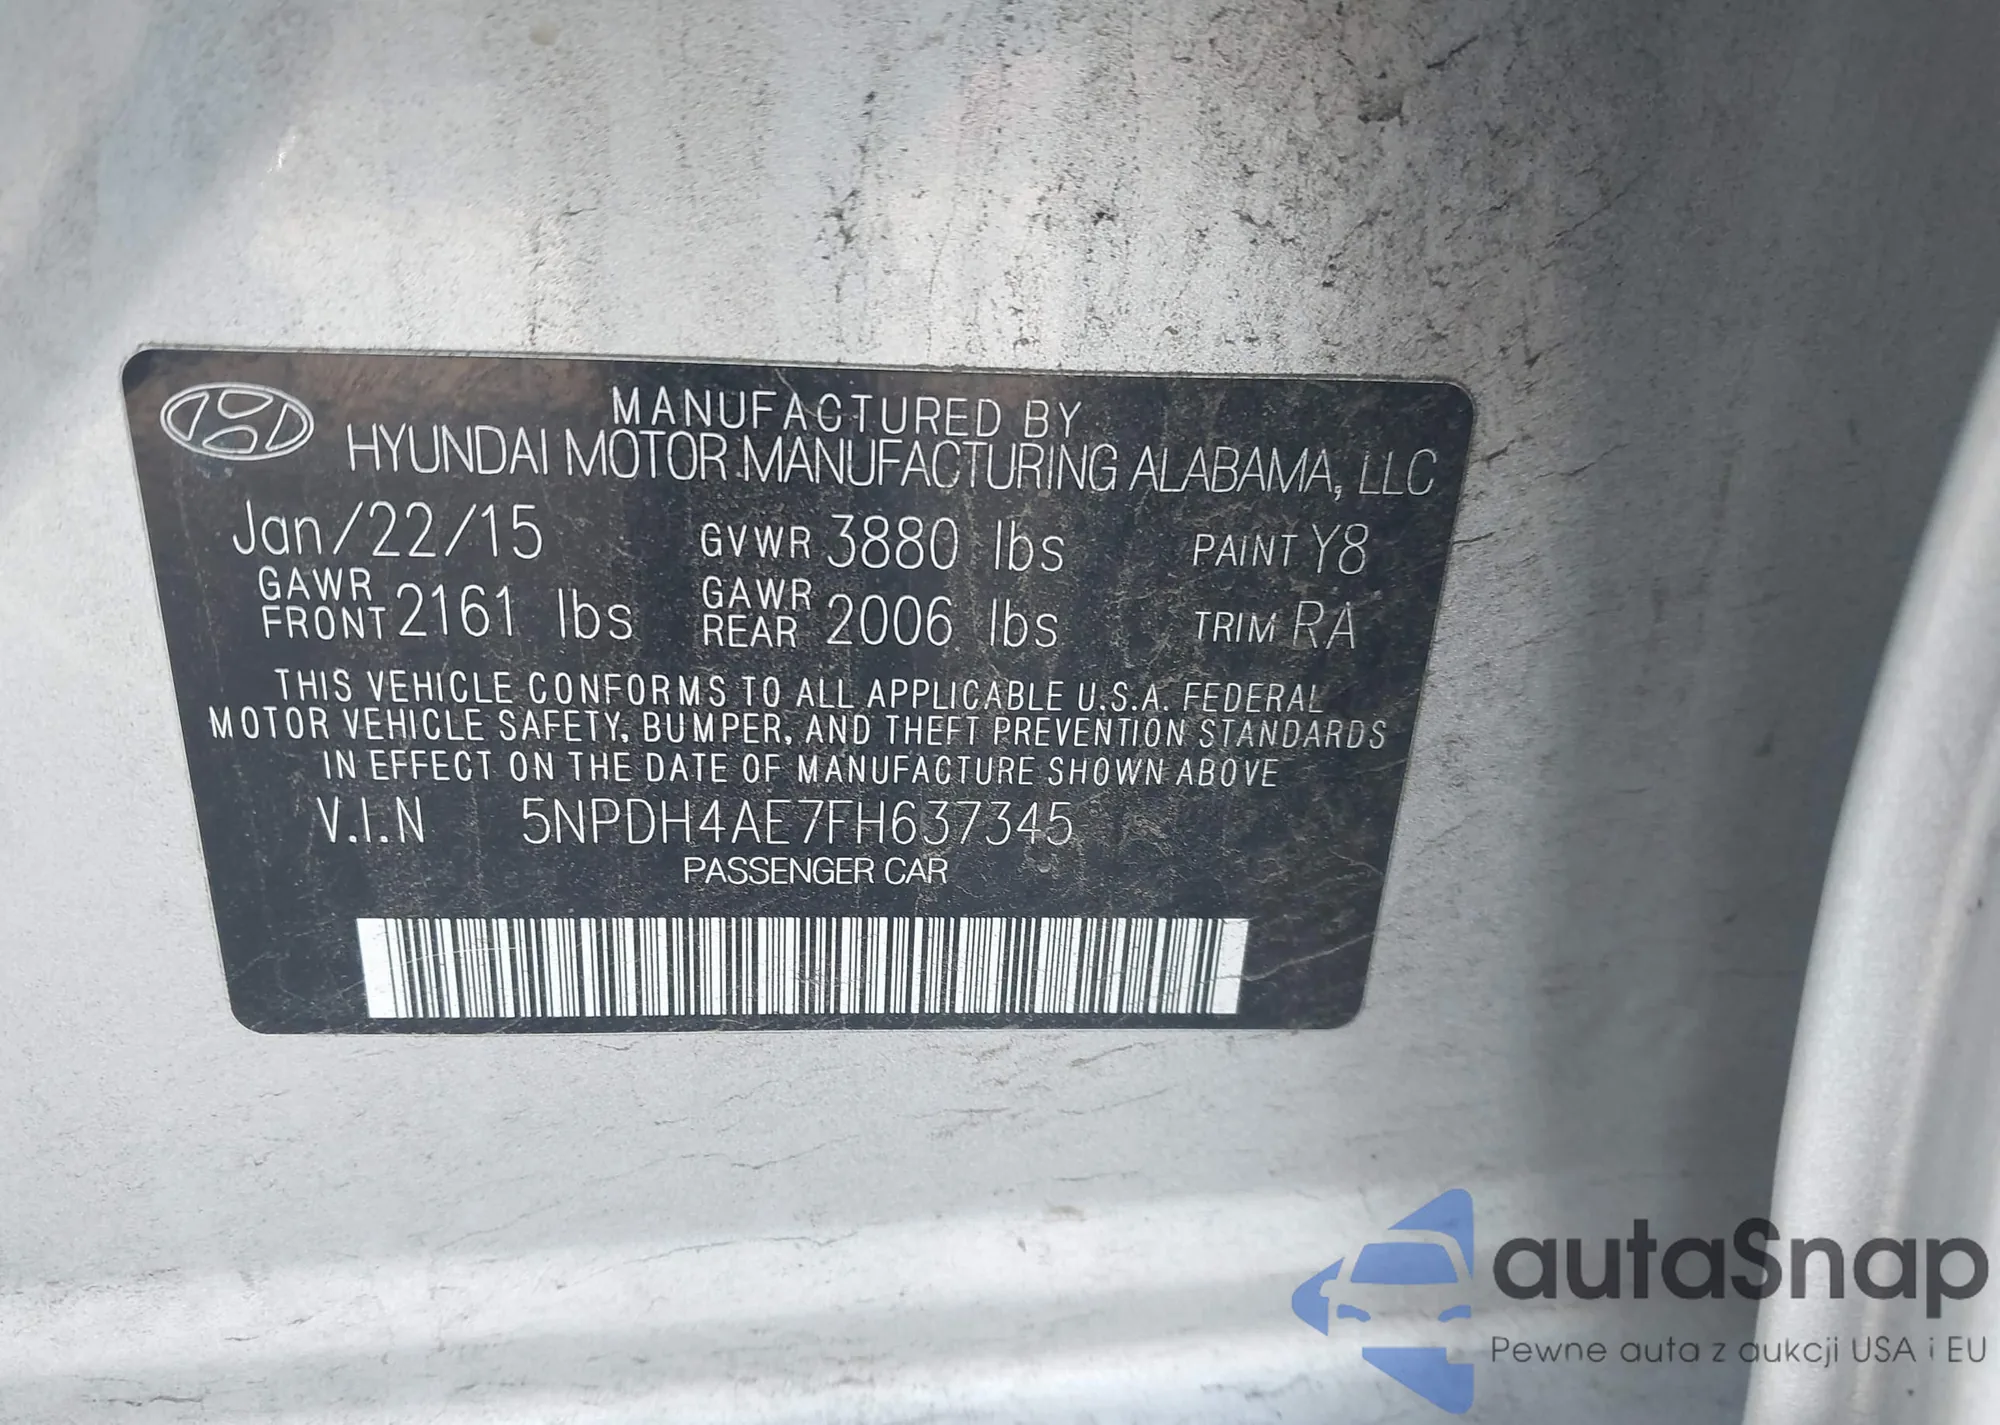 MANUFACTURED BY
HYUNDAI MOTOR MANUFACTURING ALABAMA, LLC
Jan/22/15 GVWR 3880 lbs PAINT Y8
GAWR FRONT 2161 lbs GAWR REAR 2006 lbs TRIM RA
THIS VEHICLE CONFORMS TO ALL APPLICABLE U.S.A. FEDERAL
MOTOR VEHICLE SAFETY, BUMPER, AND THEFT PREVENTION STANDARDS
IN EFFECT ON THE DATE OF MANUFACTURE SHOWN ABOVE
V.I.N 5NPDH4AE7FH637345
PASSENGER CAR
autaSnap
Pewne auta z aukcji USA i EU